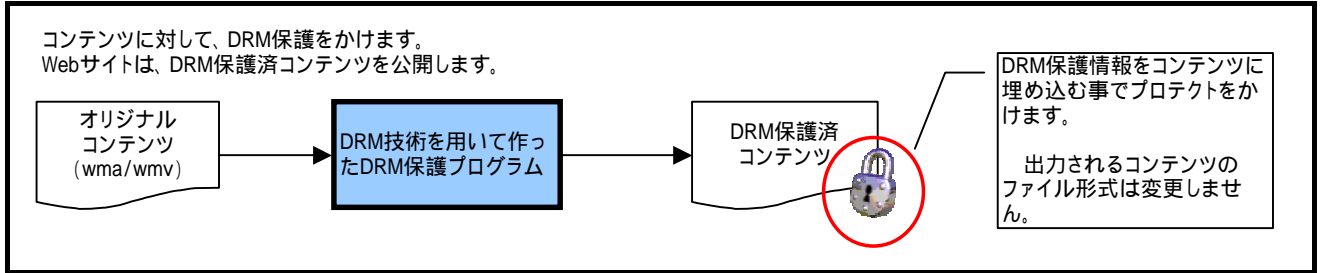 コンテンツに対して、DRM保護をかけます。
Webサイトは、DRM保護済コンテンツを公開します。
オリジナル
コンテンツ
(wma/wmv)
DRM技術を用いて作っ
たDRM保護プログラム
DRM保護済
コンテンツ
DRM保護情報をコンテンツに
埋め込む事でプロテクトをか
けます。
出力されるコンテンツの
ファイル形式は変更しませ
ん。